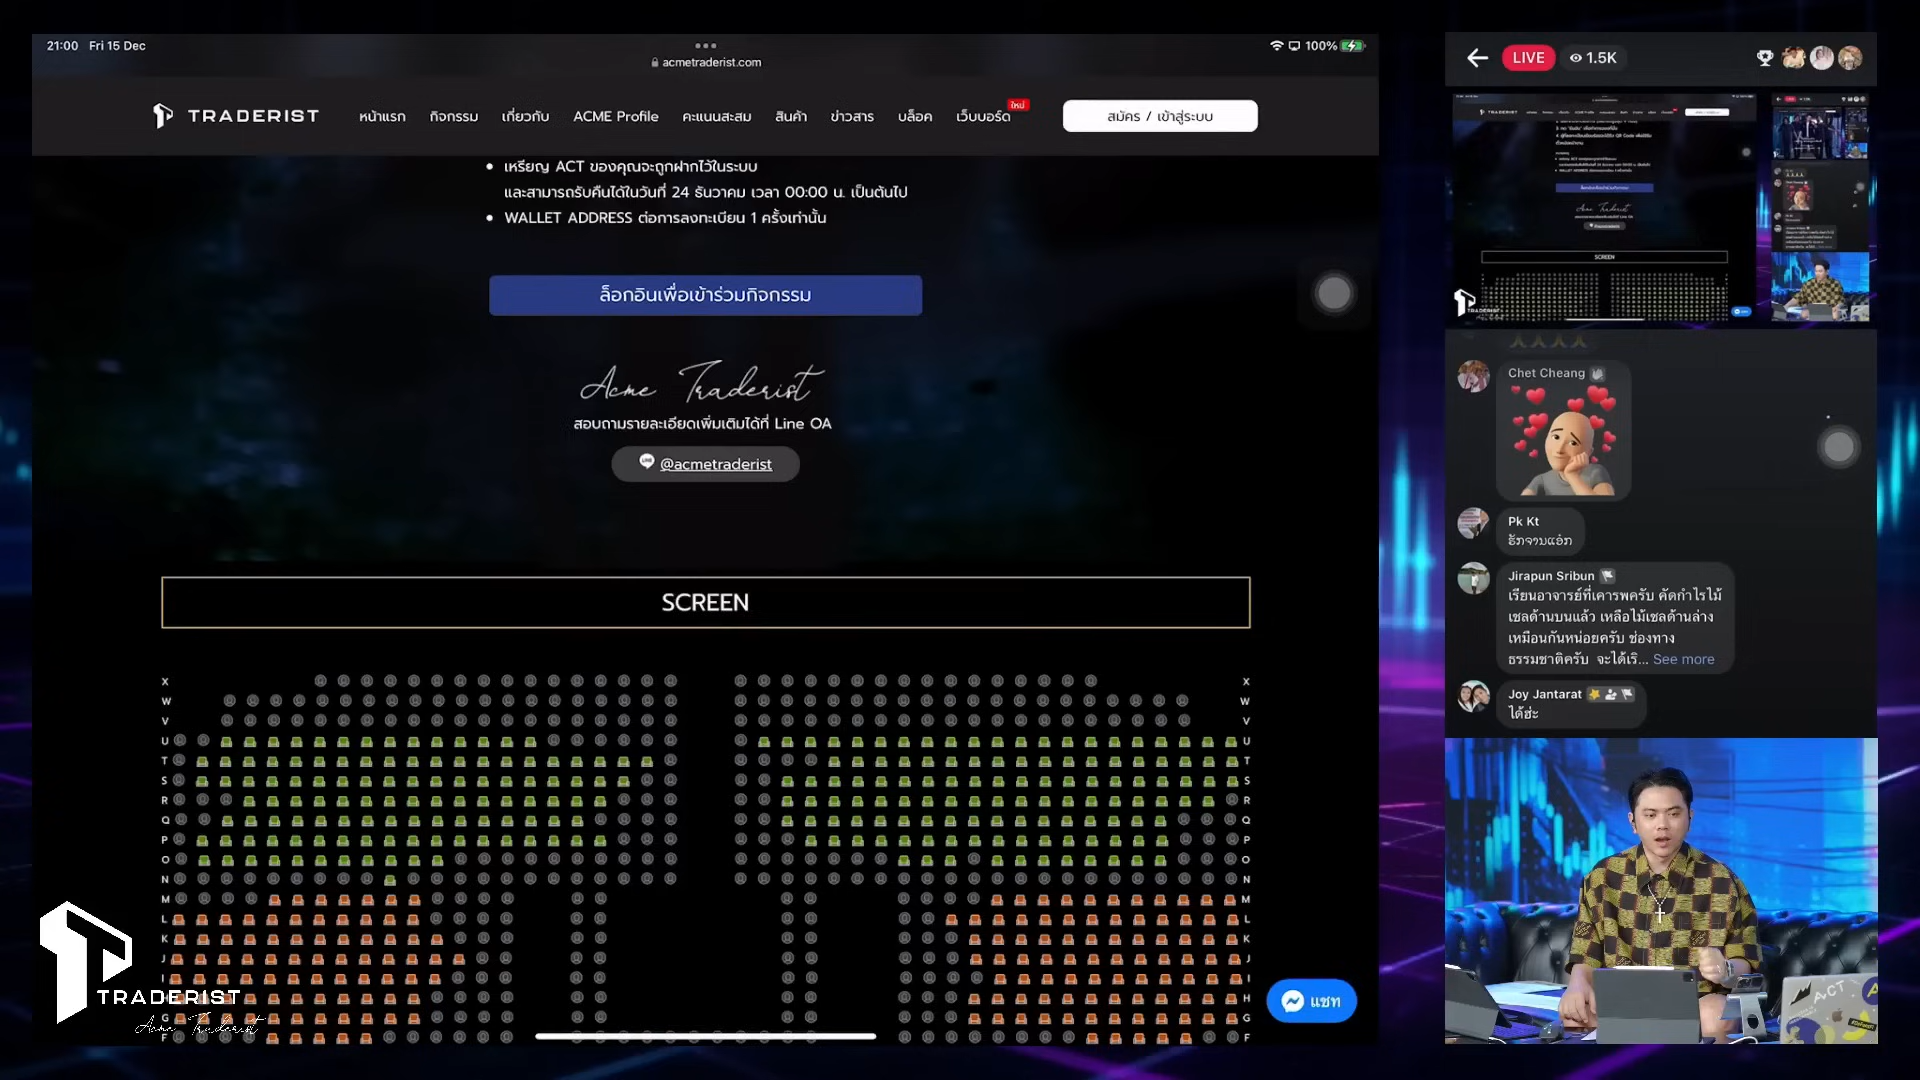 21:00 Fri 15 Dec
100%
acmetraderist.com
TRADERIST
หน้าแรก กิจกรรม เกี่ยวกับ ACME Profile คะแนนสะสม สินค้า ข่าวสาร บล็อค เว็บบอร์ด ใหม่
สมัคร / เข้าสู่ระบบ
เหรียญ ACT ของคุณจะถูกฝากไว้ในระบบ
และสามารถรับคืนได้ในวันที่ 24 ธันวาคม เวลา 00:00 น. เป็นต้นไป
WALLET ADDRESS ต่อการลงทะเบียน 1 ครั้งเท่านั้น
ล็อกอินเพื่อเข้าร่วมกิจกรรม
Acme Traderist
สอบถามรายละเอียดเพิ่มเติมได้ที่ Line OA
@acmetraderist
SCREEN
X X
W W
V V
U U
T T
S S
R R
Q Q
P P
O O
N N
M M
L L
K K
J J
I I
H
G G
F F
แชท
TRADERIST
Acme Traderist
LIVE 1.5K
SCREEN
Chet Cheang
Pk Kt
ຮັກຈານແອ໋ກ
Jirapun Sribun
เรียนอาจารย์ที่เคารพครับ คัดกำไรไม้
เซลด้านบนแล้ว เหลือไม้เซลด้านล่าง
เหมือนกันหน่อยครับ ช่องทาง
ธรรมชาติครับ จะได้เริ... See more
Joy Jantarat
ได้ฮ่ะ